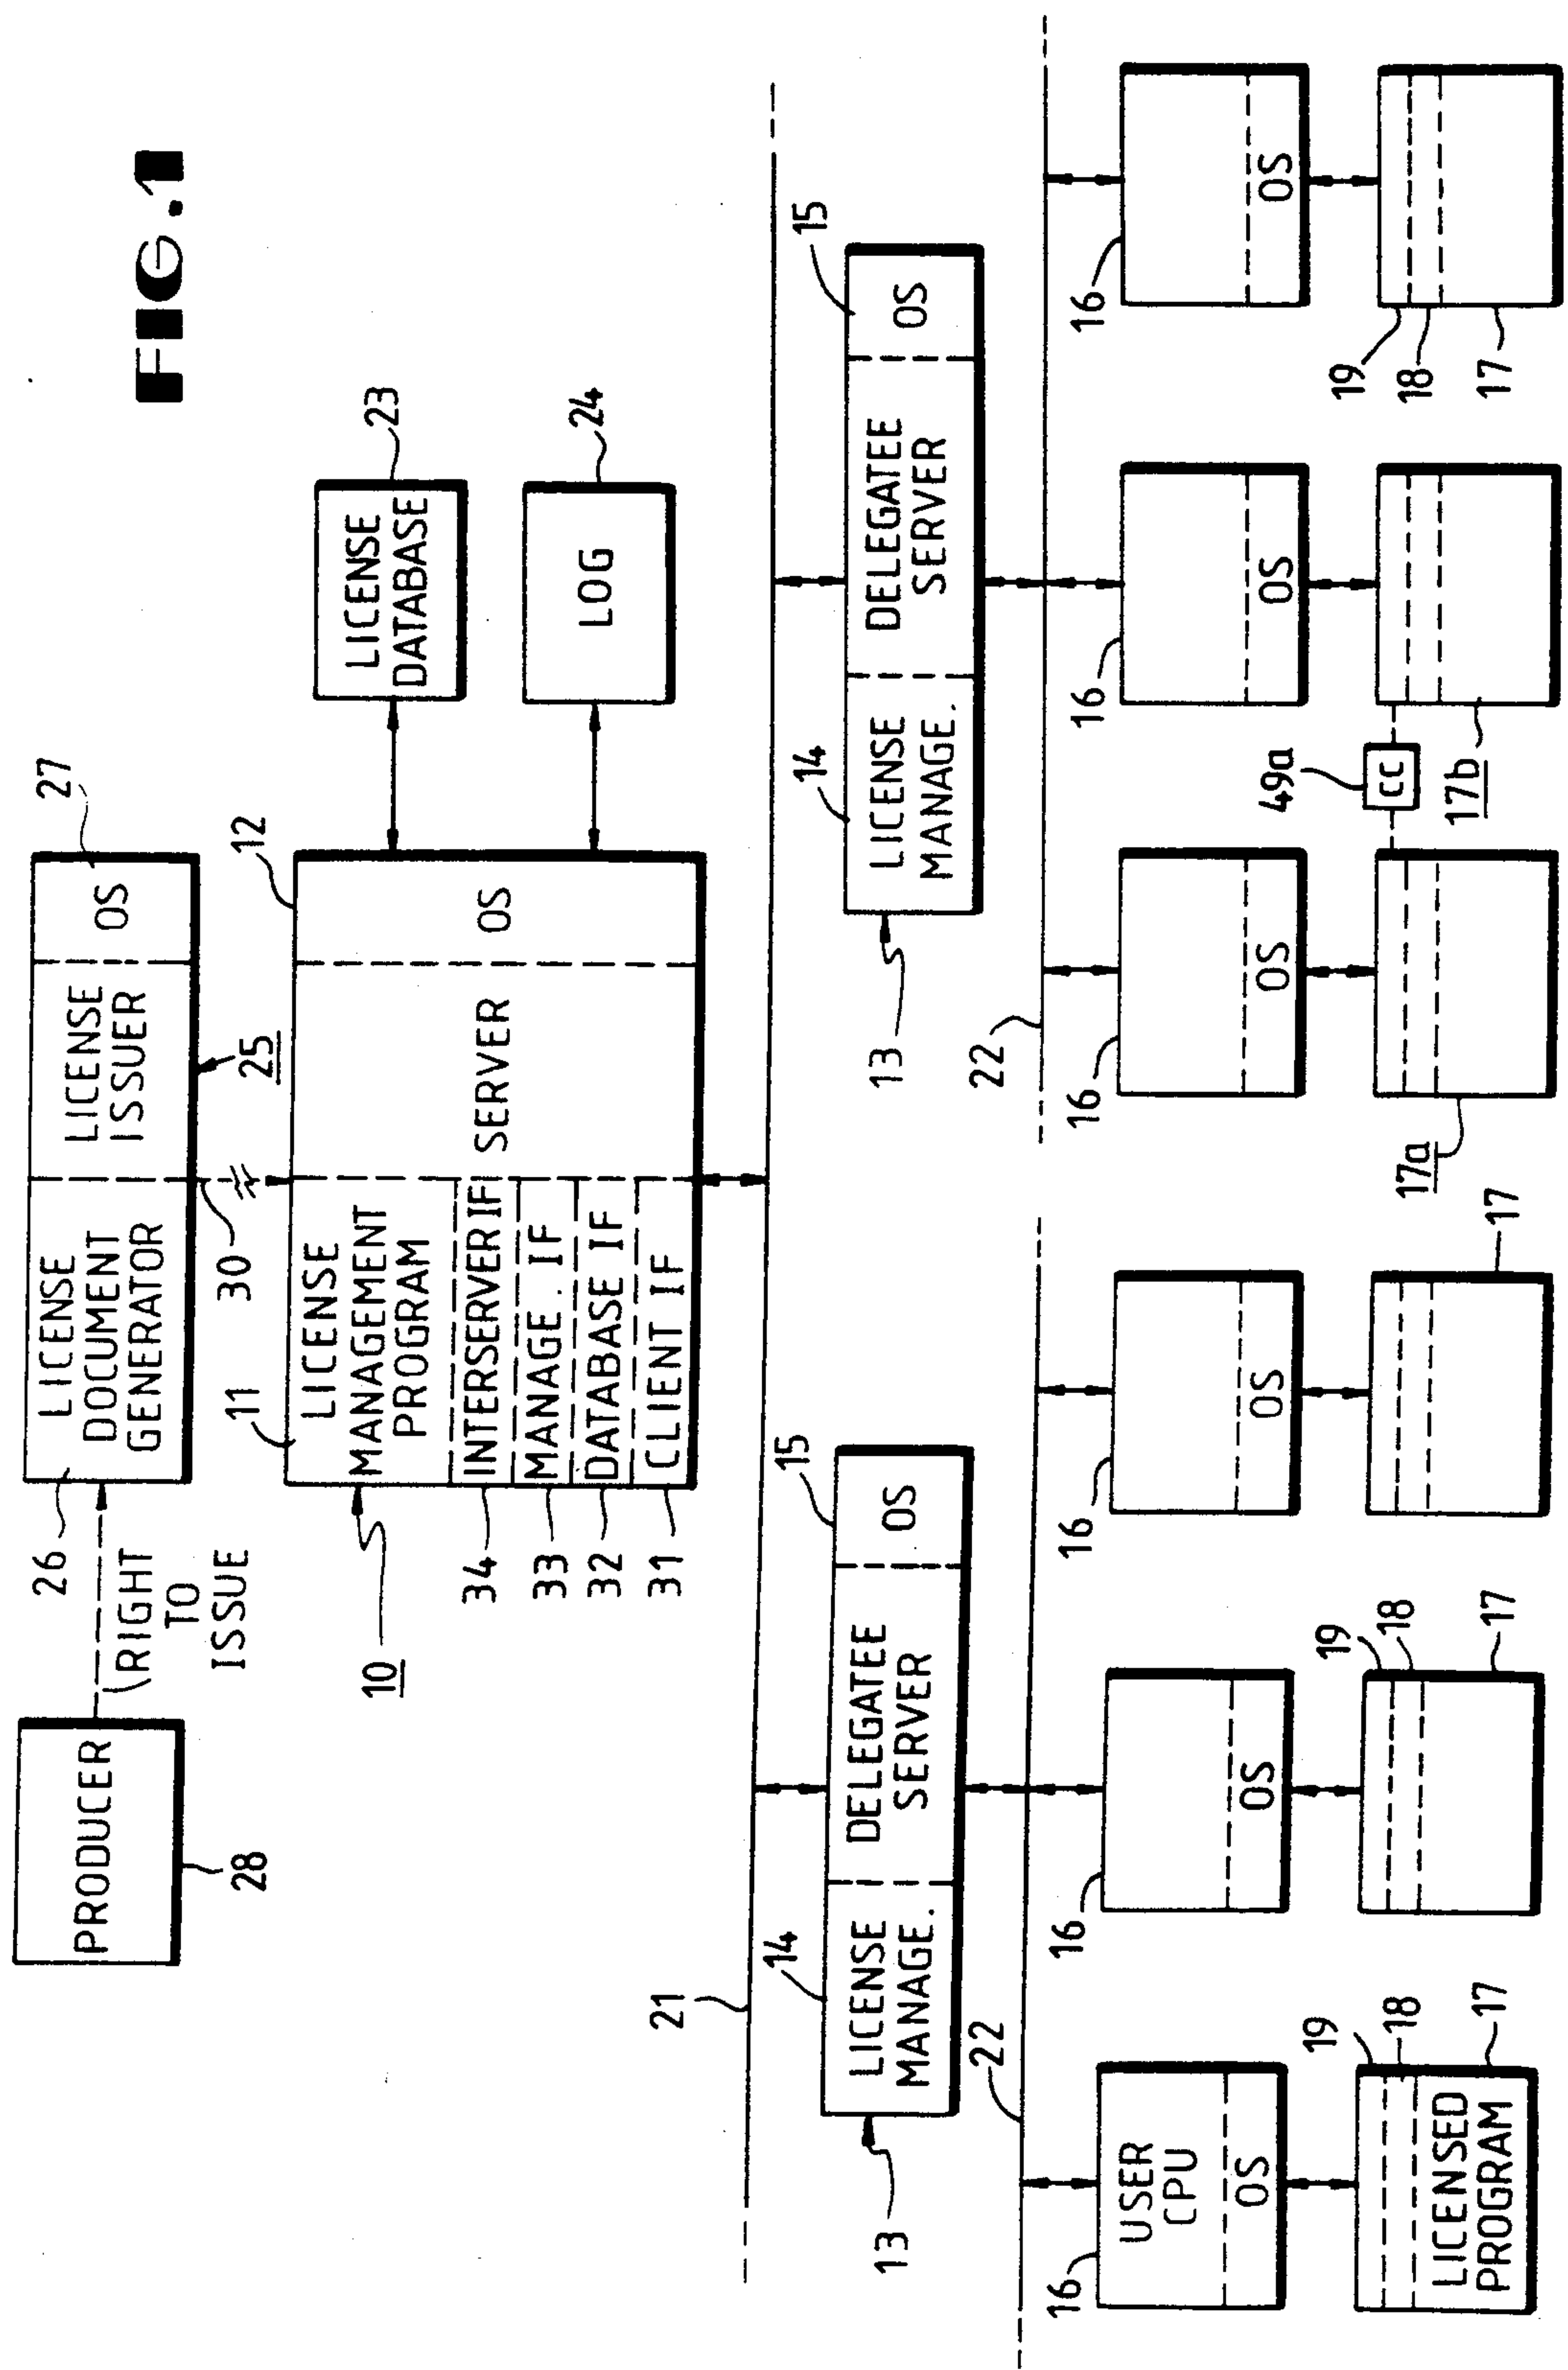 FIG.1
PRODUCER
28
(RIGHT
TO
ISSUE
26
LICENSE
DOCUMENT
GENERATOR
LICENSE
ISSUER
OS
27
25
30
10
11
LICENSE
MANAGEMENT
PROGRAM
INTERSERVER IF
MANAGE. IF
DATABASE IF
CLIENT IF
34
33
32
31
SERVER
OS
12
LICENSE
DATABASE
23
LOG
24
21
13
14
LICENSE
MANAGE.
DELEGATEE
SERVER
OS
15
13
14
LICENSE
MANAGE.
DELEGATEE
SERVER
OS
15
22
22
16
USER
CPU
OS
16
OS
16
OS
16
OS
16
OS
16
OS
LICENSED
PROGRAM
19
18
17
19
18
17
17
17a
49a
CC
17b
19
18
17